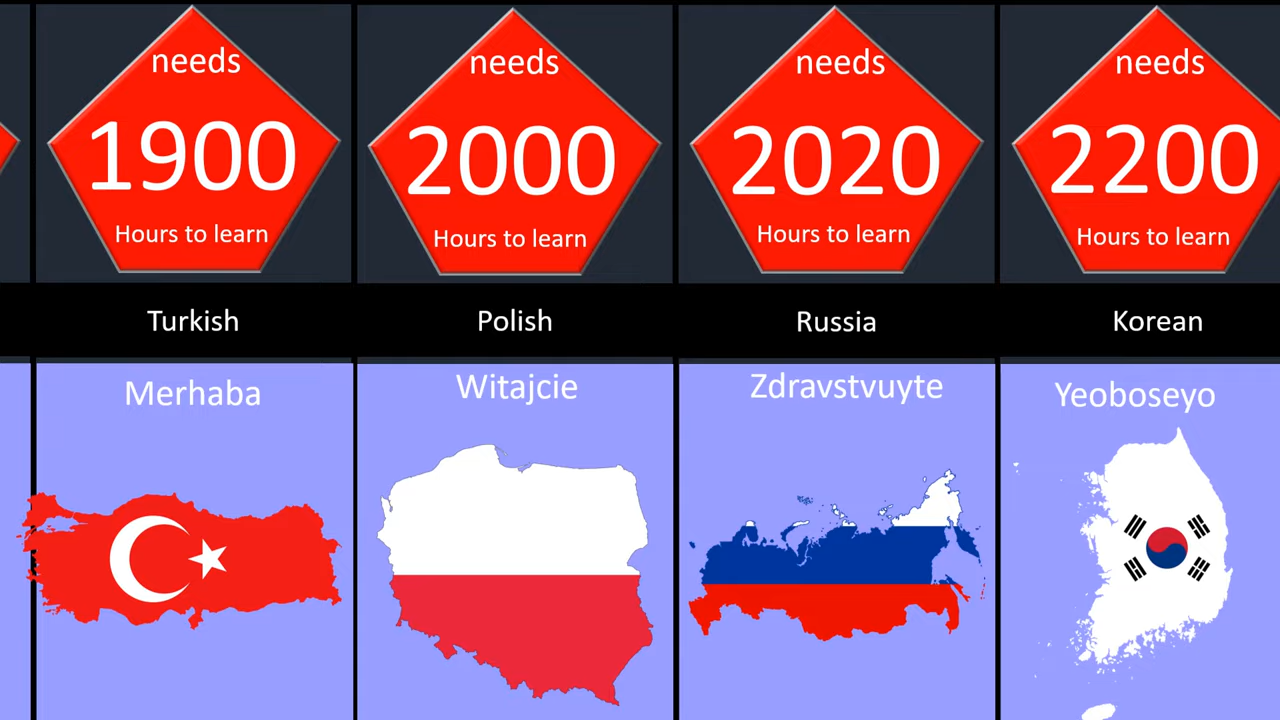 needs
1900
Hours to learn
Turkish
Merhaba
needs
2000
Hours to learn
Polish
Witajcie
needs
2020
Hours to learn
Russia
Zdravstvuyte
needs
2200
Hours to learn
Korean
Yeoboseyo